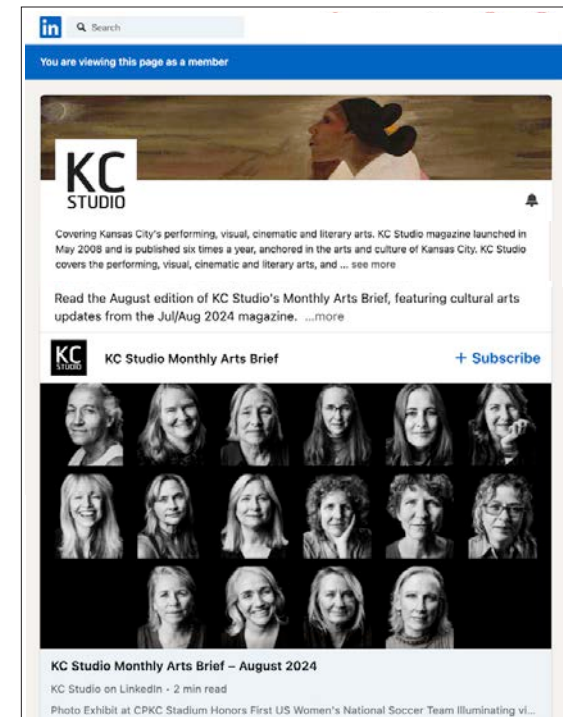 in
Search
You are viewing this page as a member
KC
STUDIO
Covering Kansas City's performing, visual, cinematic and literary arts. KC Studio magazine launched in
May 2008 and is published six times a year, anchored in the arts and culture of Kansas City. KC Studio
covers the performing, visual, cinematic and literary arts, and ... see more
Read the August edition of KC Studio's Monthly Arts Brief, featuring cultural arts
updates from the Jul/Aug 2024 magazine. ...more
KC
STUDIO
KC Studio Monthly Arts Brief
+ Subscribe
KC Studio Monthly Arts Brief – August 2024
KC Studio on LinkedIn • 2 min read
Photo Exhibit at CPKC Stadium Honors First US Women's National Soccer Team Illuminating vi...